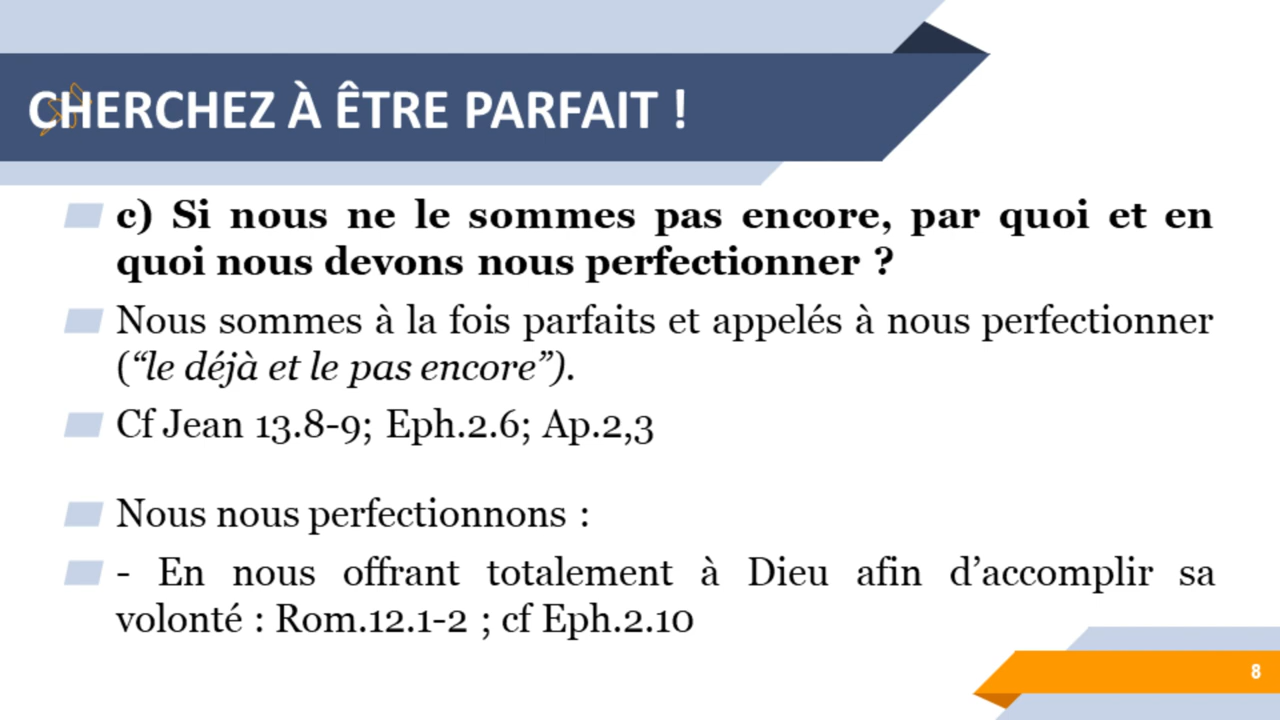 CHERCHEZ À ÊTRE PARFAIT !
c) Si nous ne le sommes pas encore, par quoi et en
quoi nous devons nous perfectionner ?
Nous sommes à la fois parfaits et appelés à nous perfectionner
(“le déjà et le pas encore”).
Cf Jean 13.8-9; Eph.2.6; Ap.2,3
Nous nous perfectionnons :
- En nous offrant totalement à Dieu afin d’accomplir sa
volonté : Rom.12.1-2 ; cf Eph.2.10
8